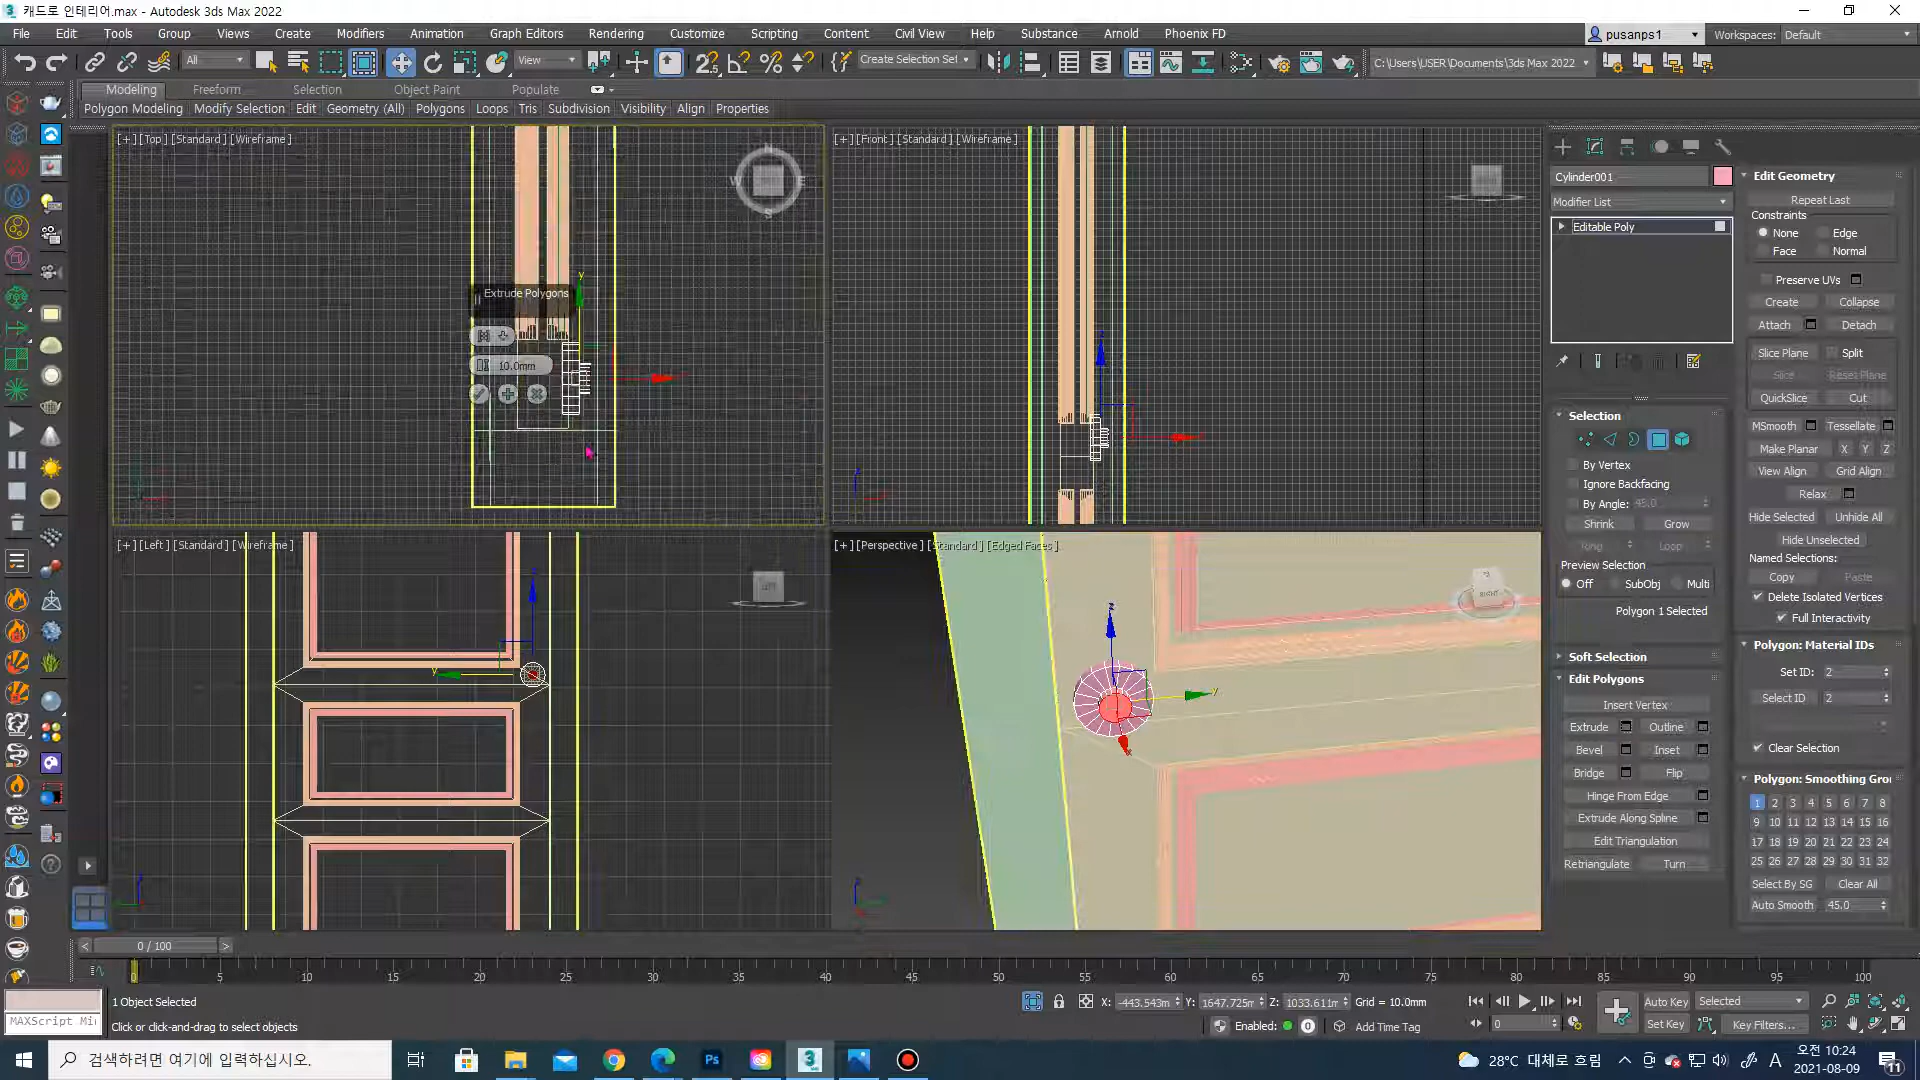 캐드로 인테리어.max - Autodesk 3ds Max 2022
File Edit Tools Group Views Create Modifiers Animation Graph Editors Rendering Customize Scripting Content Civil View Help Substance Arnold Phoenix FD
pusanps1 Workspaces: Default
All View Create Selection Set C:\Users\USER\Documents\3ds Max 2022
Modeling Freeform Selection Object Paint Populate
Polygon Modeling Modify Selection Edit Geometry (All) Polygons Loops Tris Subdivision Visibility Align Properties
[+] [Top] [Standard] [Wireframe]
[+] [Front] [Standard] [Wireframe]
Extrude Polygons
10.0mm
[+] [Left] [Standard] [Wireframe]
[+] [Perspective] [Standard] [Edged Faces]
RIGHT
Cylinder001
Modifier List
Editable Poly
Selection
By Vertex
Ignore Backfacing
By Angle: 45.0
Shrink Grow
Ring Loop
Preview Selection
Off SubObj Multi
Polygon 1 Selected
Soft Selection
Edit Polygons
Insert Vertex
Extrude Outline
Bevel Inset
Bridge Flip
Hinge From Edge
Extrude Along Spline
Edit Triangulation
Retriangulate Turn
Edit Geometry
Repeat Last
Constraints
None Edge
Face Normal
Preserve UVs
Create Collapse
Attach Detach
Slice Plane Split
Slice Reset Plane
QuickSlice Cut
MSmooth Tessellate
Make Planar X Y Z
View Align Grid Align
Relax
Hide Selected Unhide All
Hide Unselected
Named Selections:
Copy Paste
Delete Isolated Vertices
Full Interactivity
Polygon: Material IDs
Set ID: 2
Select ID 2
Clear Selection
Polygon: Smoothing Grou
1 2 3 4 5 6 7 8
9 10 11 12 13 14 15 16
17 18 19 20 21 22 23 24
25 26 27 28 29 30 31 32
Select By SG Clear All
Auto Smooth 45.0
< 0 / 100 >
0 10 15 20 25 30 35 40 45 50 55 60 65 70 75 80 85 90 95 100
1 Object Selected
X: -443.543m Y: 1647.725m Z: 1033.611m Grid = 10.0mm
Auto Key Selected
MAXScript Mi
Click or click-and-drag to select objects
Enabled: 0 Add Time Tag
0 Set Key Key Filters...
검색하려면 여기에 입력하십시오.
28°C 대체로 흐림 A
오전 10:24
2021-08-09
11